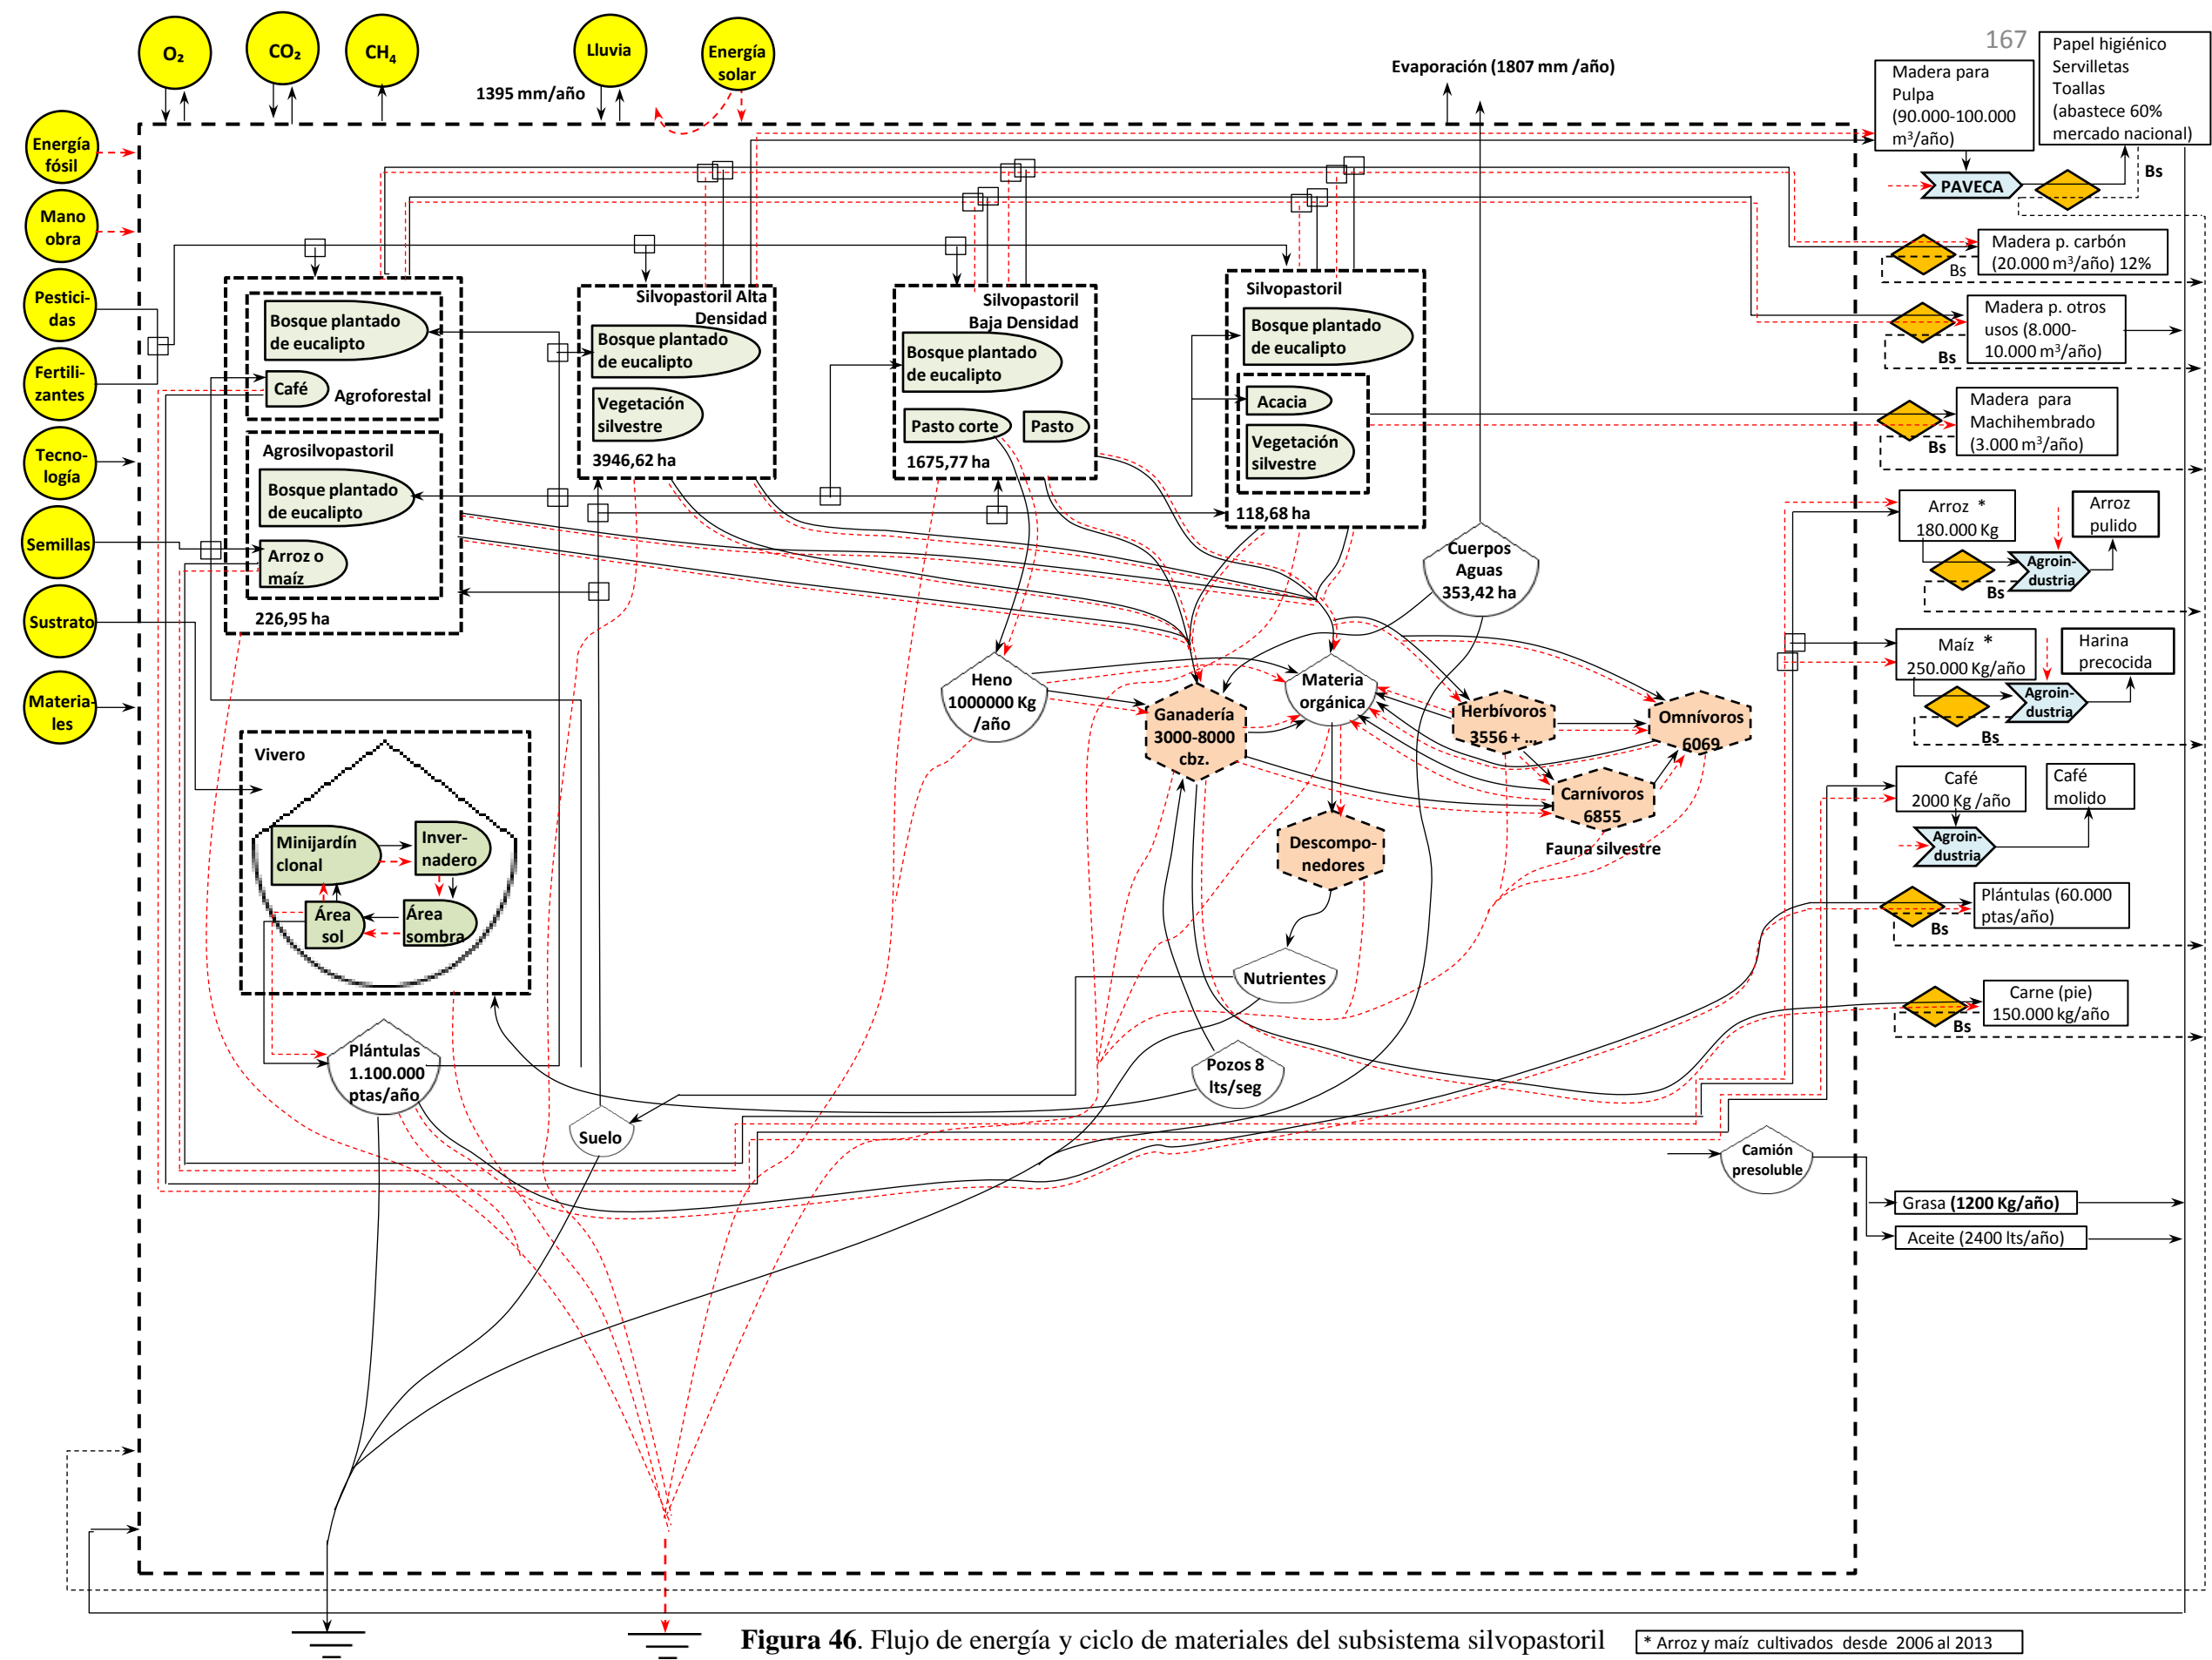 167
O₂
CO₂
CH₄
Lluvia
Energía
solar
1395 mm/año
Evaporación (1807 mm /año)
Energía
fósil
Mano
obra
Pestici-
das
Fertili-
zantes
Tecno-
logía
Semillas
Sustrato
Materia-
les
Bosque plantado
de eucalipto
Café
Agroforestal
Agrosilvopastoril
Bosque plantado
de eucalipto
Arroz o
maíz
226,95 ha
Silvopastoril Alta
Densidad
Bosque plantado
de eucalipto
Vegetación
silvestre
3946,62 ha
Silvopastoril
Baja Densidad
Bosque plantado
de eucalipto
Pasto corte
Pasto
1675,77 ha
Silvopastoril
Bosque plantado
de eucalipto
Acacia
Vegetación
silvestre
118,68 ha
Cuerpos
Aguas
353,42 ha
Heno
1000000 Kg
/año
Ganadería
3000-8000
cbz.
Materia
orgánica
Herbívoros
3556 + ...
Omnívoros
6069
Carnívoros
6855
Fauna silvestre
Descompo-
nedores
Nutrientes
Pozos 8
lts/seg
Vivero
Minijardín
clonal
Inver-
nadero
Área
sol
Área
sombra
Plántulas
1.100.000
ptas/año
Suelo
Camión
presoluble
Madera para
Pulpa
(90.000-100.000
m³/año)
Papel higiénico
Servilletas
Toallas
(abastece 60%
mercado nacional)
PAVECA
Bs
Madera p. carbón
(20.000 m³/año) 12%
Bs
Madera p. otros
usos (8.000-
10.000 m³/año)
Bs
Madera para
Machihembrado
(3.000 m³/año)
Bs
Arroz *
180.000 Kg
Arroz
pulido
Agroin-
dustria
Bs
Maíz *
250.000 Kg/año
Harina
precocida
Agroin-
dustria
Bs
Café
2000 Kg /año
Café
molido
Agroin-
dustria
Plántulas (60.000
ptas/año)
Bs
Carne (pie)
150.000 kg/año
Bs
Grasa (1200 Kg/año)
Aceite (2400 lts/año)
Figura 46. Flujo de energía y ciclo de materiales del subsistema silvopastoril
* Arroz y maíz cultivados desde 2006 al 2013